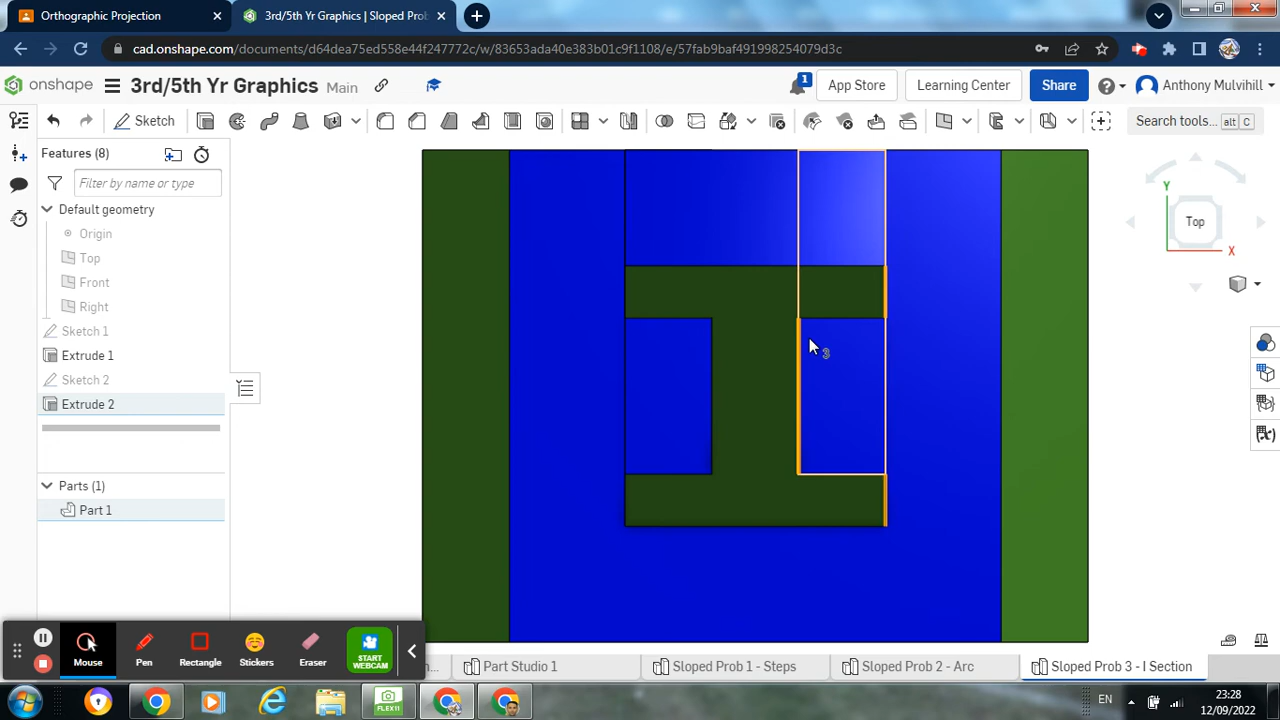 Orthographic Projection
3rd/5th Yr Graphics | Sloped Prob
cad.onshape.com/documents/d64dea75ed558e44f247772c/w/83653ada40e383b01c9f1108/e/57fab9baf491998254079d3c
onshape
3rd/5th Yr Graphics Main
1
App Store
Learning Center
Share
Anthony Mulvihill
Sketch
Search tools... alt C
Features (8)
Filter by name or type
Default geometry
Origin
Top
Front
Right
Sketch 1
Extrude 1
Sketch 2
Extrude 2
Parts (1)
Part 1
Y
Top
X
3
Mouse
Pen
Rectangle
Stickers
Eraser
START
WEBCAM
n...
Part Studio 1
Sloped Prob 1 - Steps
Sloped Prob 2 - Arc
Sloped Prob 3 - I Section
FLEX11
EN
23:28
12/09/2022